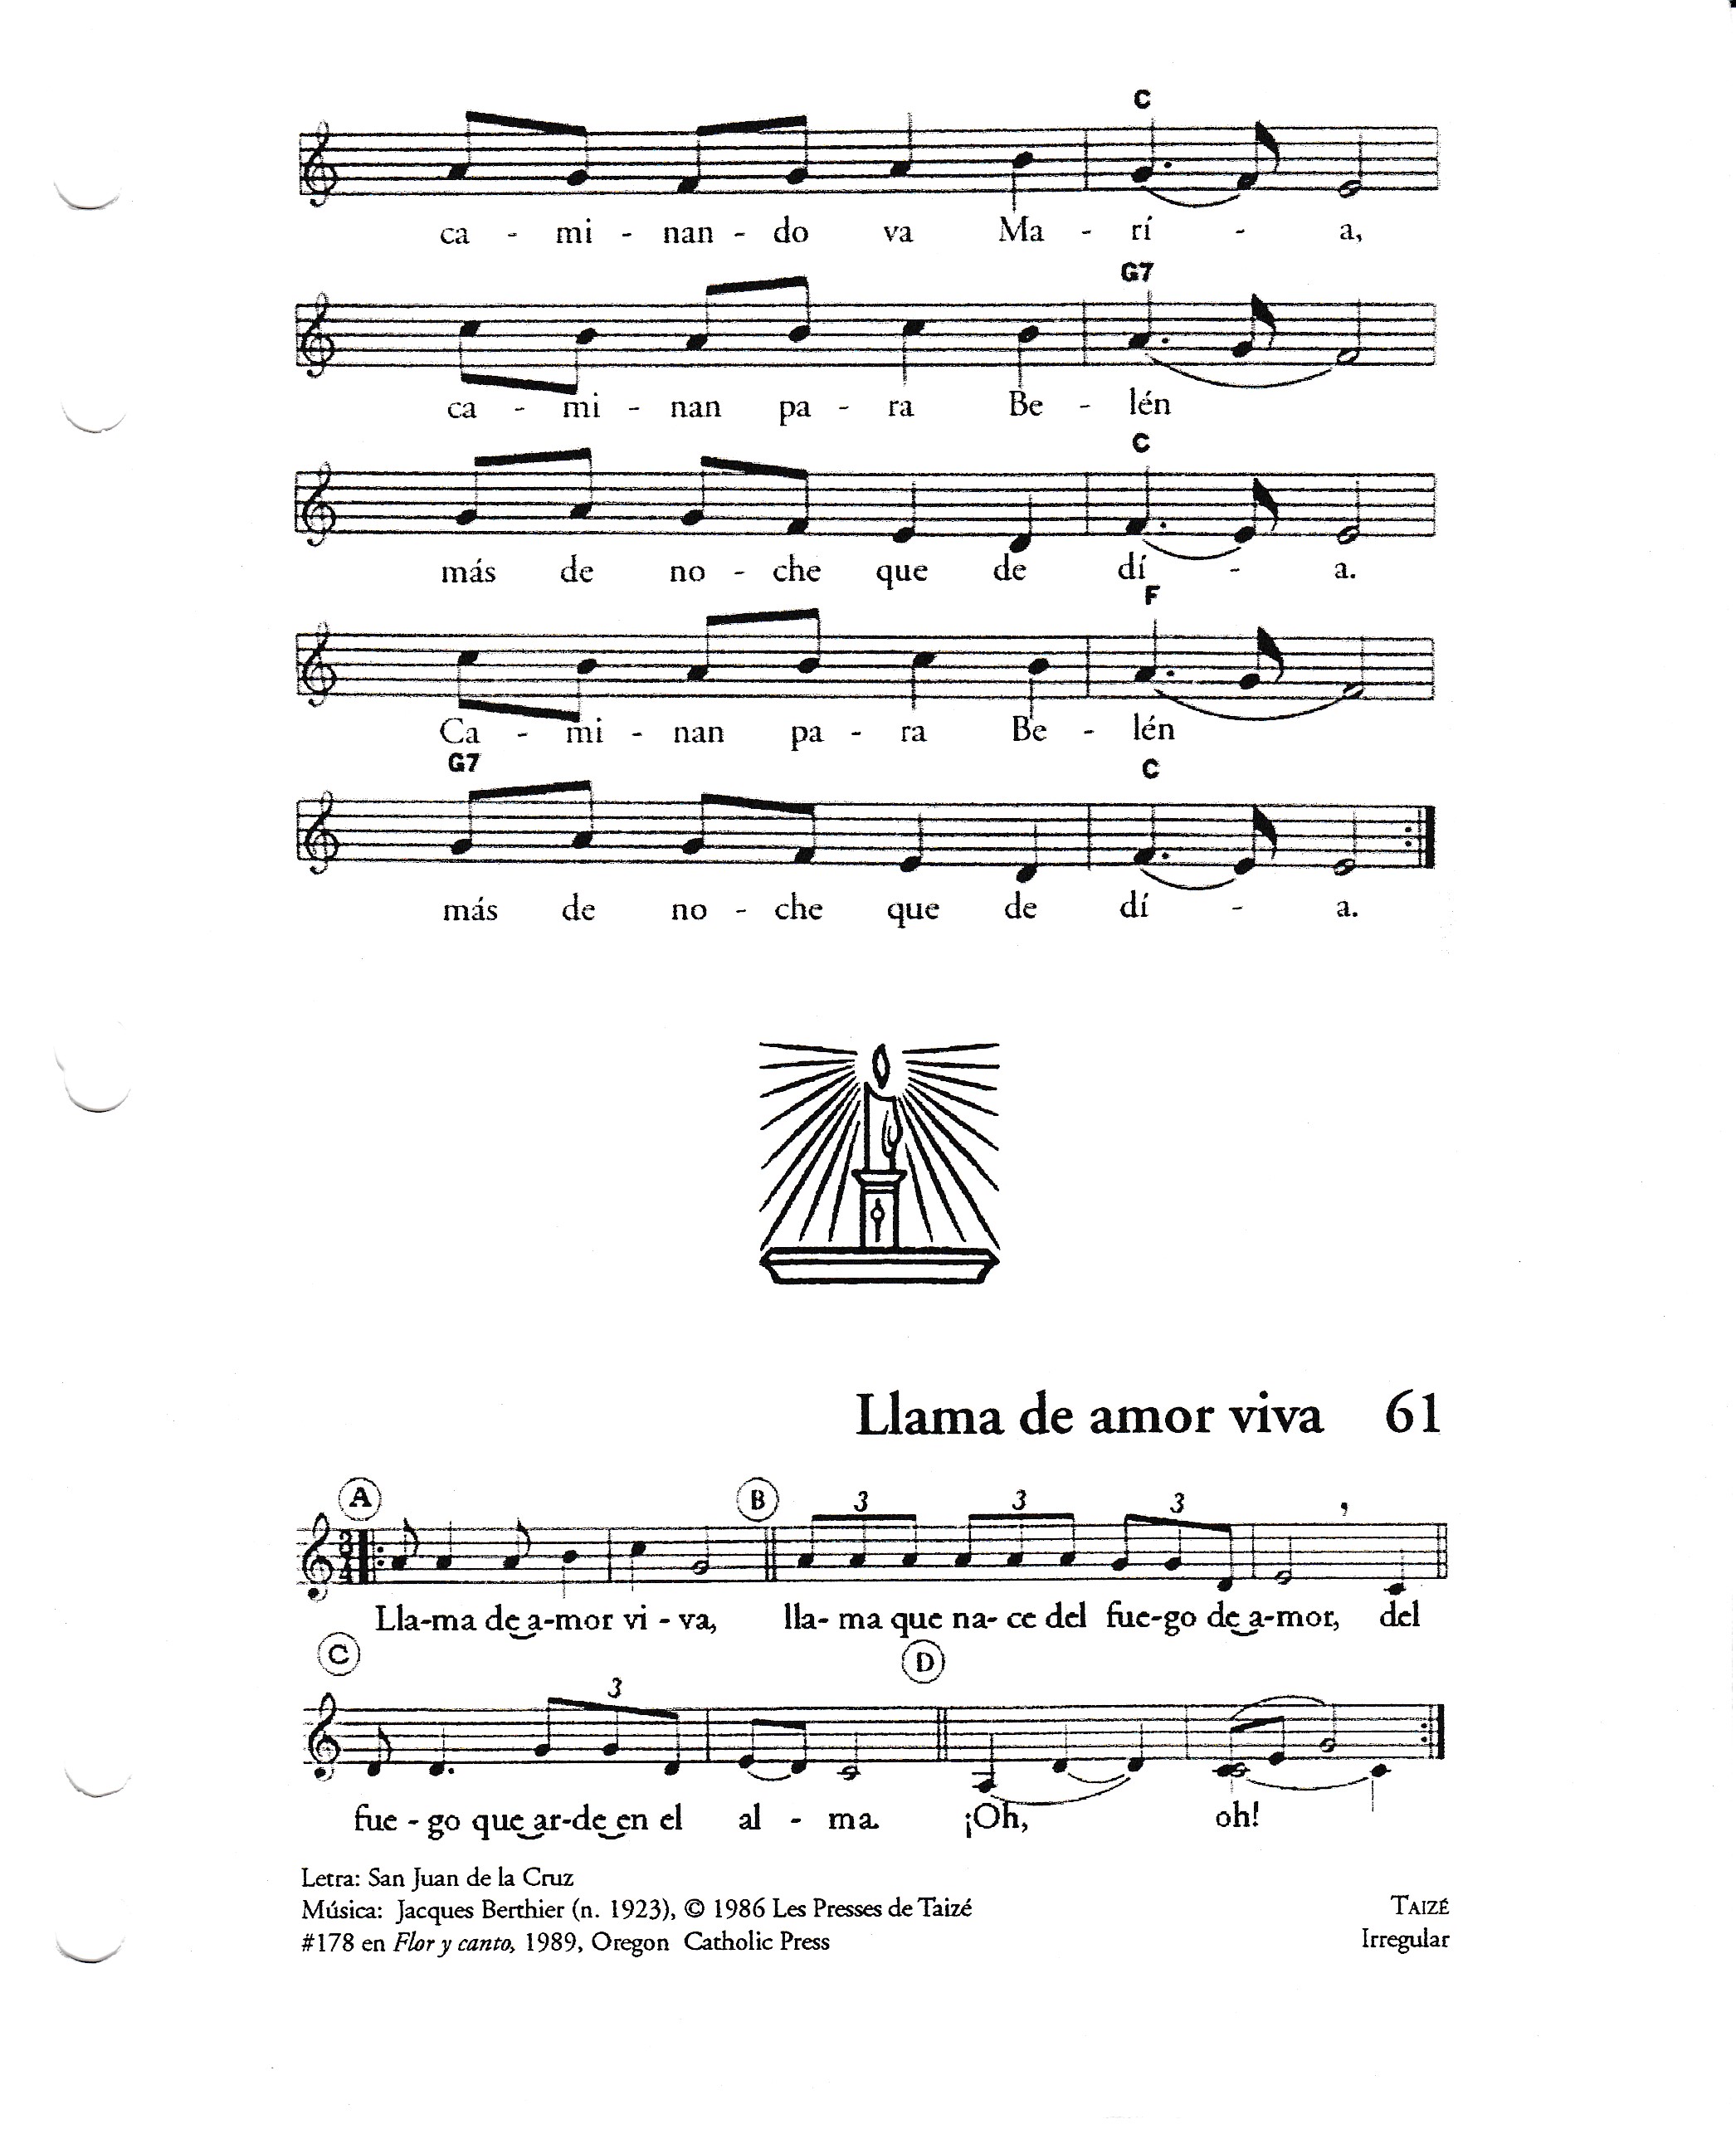 C
ca - mi - nan - do va Ma - rí - a,
G7
ca - mi - nan pa - ra Be - lén
C
más de no - che que de dí - a.
F
Ca - mi - nan pa - ra Be - lén
G7 C
más de no - che que de dí - a.
Llama de amor viva 61
A B 3 3 3
3 4
Lla-ma de‿a-mor vi - va, lla- ma que na- ce del fue-go de‿a-mor, del
C 3 D
fue - go que‿ar-de‿en el al - ma. ¡Oh, oh!
Letra: San Juan de la Cruz
Música: Jacques Berthier (n. 1923), © 1986 Les Presses de Taizé
#178 en Flor y canto, 1989, Oregon Catholic Press
TAIZÉ
Irregular